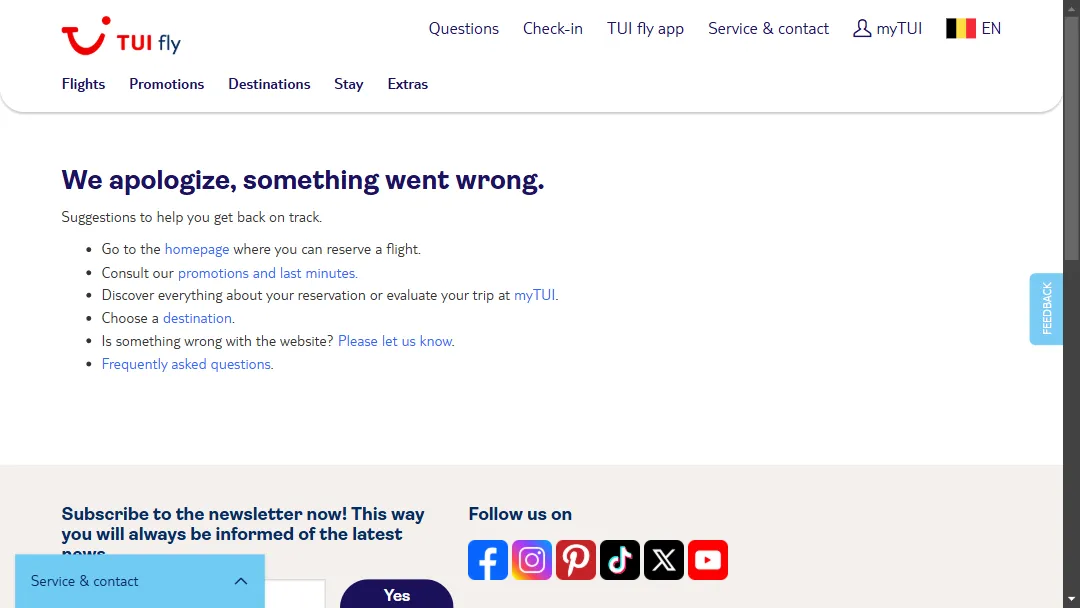 TUI fly
Questions
Check-in
TUI fly app
Service & contact
myTUI
EN
Flights
Promotions
Destinations
Stay
Extras
We apologize, something went wrong.
Suggestions to help you get back on track.
Go to the homepage where you can reserve a flight.
Consult our promotions and last minutes.
Discover everything about your reservation or evaluate your trip at myTUI.
Choose a destination.
Is something wrong with the website? Please let us know.
Frequently asked questions.
FEEDBACK
Subscribe to the newsletter now! This way
you will always be informed of the latest
news
Follow us on
Service & contact
Yes